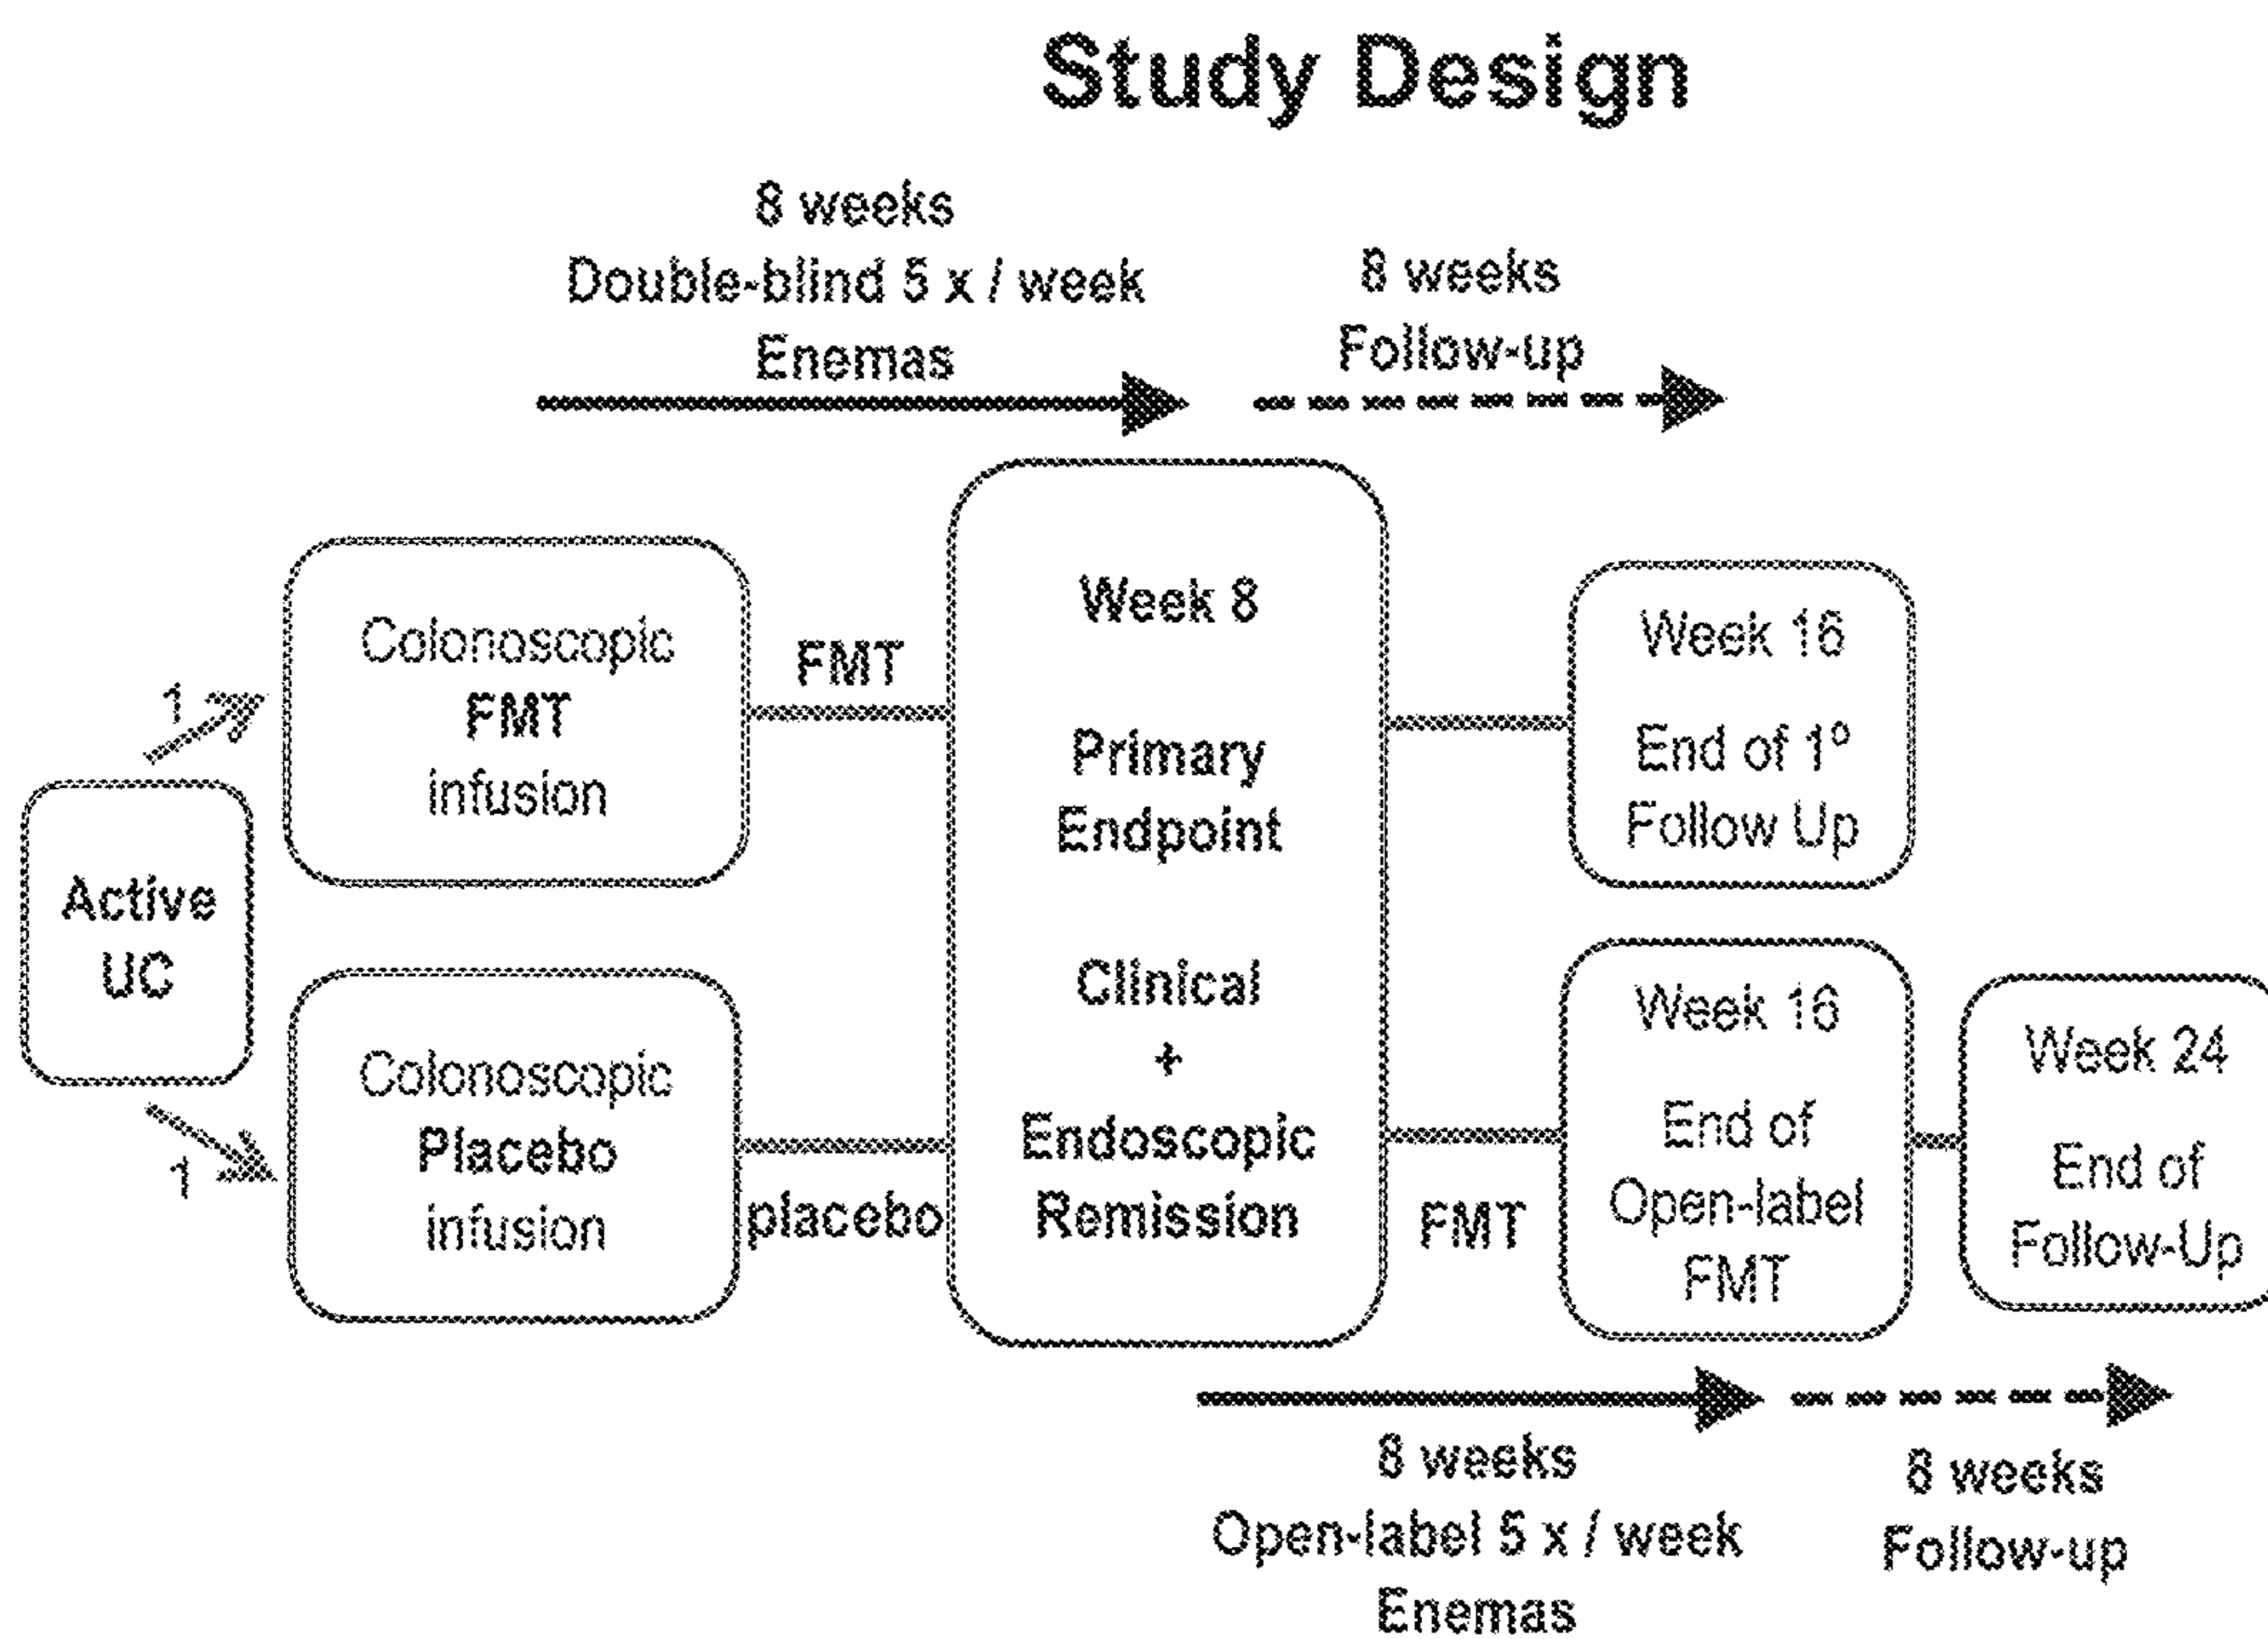 Study Design
8 weeks
Double-blind 5 x / week
Enemas
8 weeks
Follow-up
Active
UC
1
1
Colonoscopic
FMT
infusion
FMT
Colonoscopic
Placebo
infusion
placebo
Week 8
Primary
Endpoint
Clinical
+
Endoscopic
Remission
Week 16
End of 1º
Follow Up
FMT
Week 16
End of
Open-label
FMT
Week 24
End of
Follow-Up
8 weeks
Open-label 5 x / week
Enemas
8 weeks
Follow-up